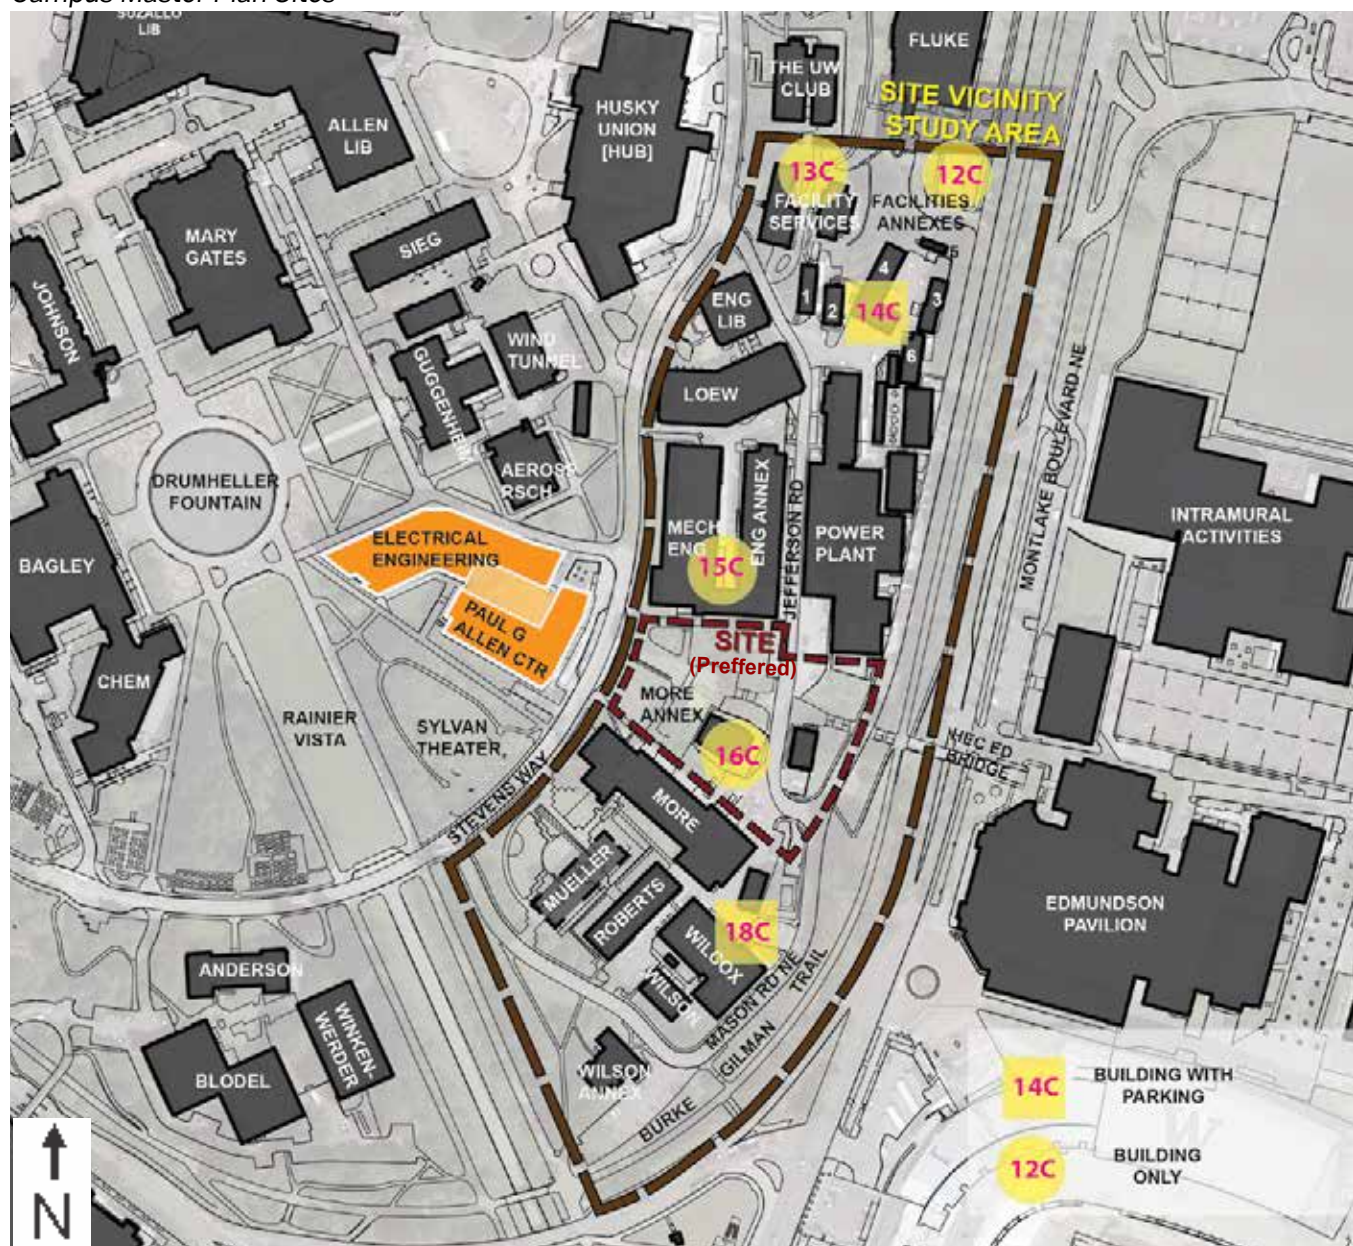 Campus Master Plan Sites
SUZALLO
LIB
ALLEN
LIB
HUSKY
UNION
[HUB]
THE UW
CLUB
FLUKE
SITE VICINITY
STUDY AREA
13C
12C
FACILITY
SERVICES
FACILITIES
ANNEXES
MARY
GATES
SIEG
JOHNSON
5
4
1
2
3
14C
6
ENG
LIB
WIND
TUNNEL
GUGGENHEIM
LOEW
MONTLAKE BOULEVARD NE
DRUMHELLER
FOUNTAIN
AEROSP
RSCH
ENG ANNEX
JEFFERSON RD
MECH
ENG
POWER
PLANT
INTRAMURAL
ACTIVITIES
BAGLEY
ELECTRICAL
ENGINEERING
15C
PAUL G
ALLEN CTR
SITE
(Preffered)
CHEM
MORE
ANNEX
RAINIER
VISTA
SYLVAN
THEATER
16C
HEC ED
BRIDGE
STEVENS WAY
MORE
MUELLER
ROBERTS
18C
WILCOX
EDMUNDSON
PAVILION
WILSON
MASON RD NE
ANDERSON
WINKEN-
WERDER
BLODEL
WILSON
ANNEX
BURKE GILMAN TRAIL
14C
BUILDING WITH
PARKING
12C
BUILDING
ONLY
N